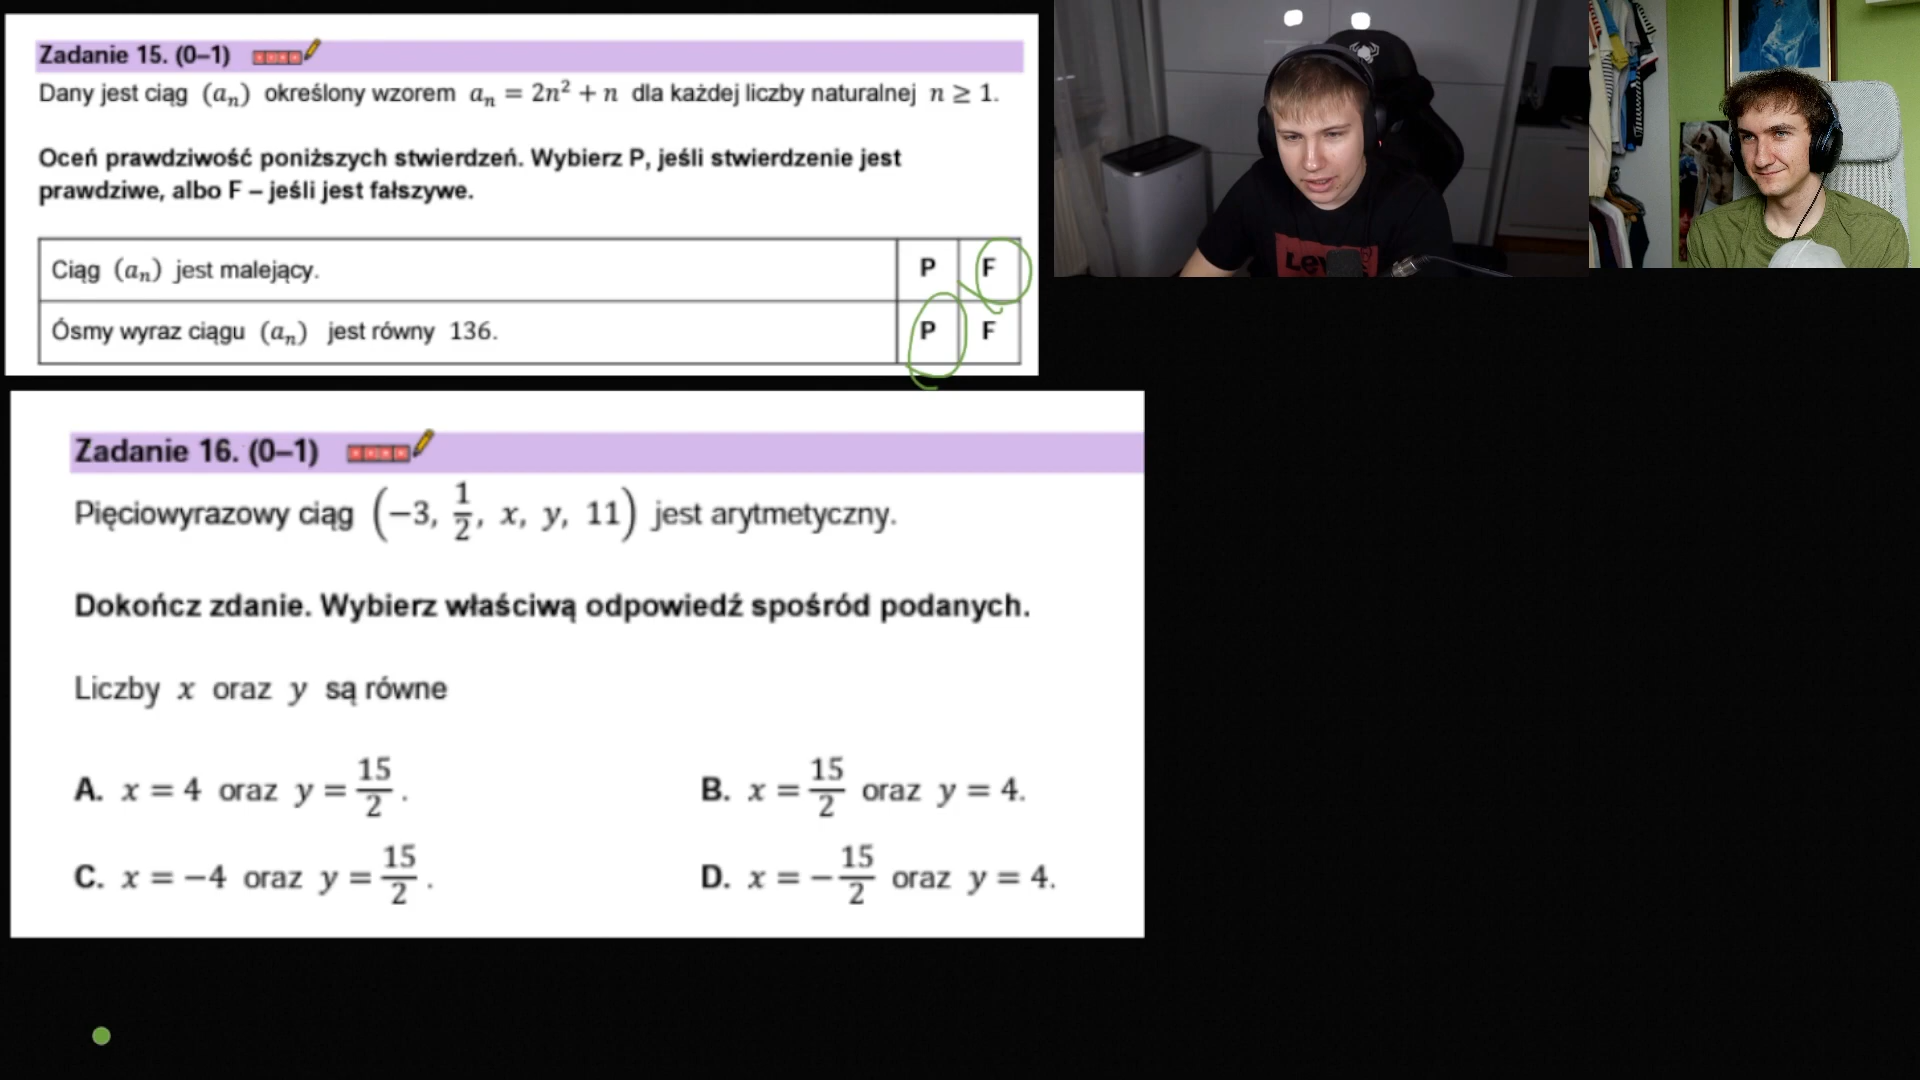 Zadanie 15. (0–1)
Dany jest ciąg (aₙ) określony wzorem aₙ = 2n² + n dla każdej liczby naturalnej n ≥ 1.
Oceń prawdziwość poniższych stwierdzeń. Wybierz P, jeśli stwierdzenie jest
prawdziwe, albo F – jeśli jest fałszywe.
Ciąg (aₙ) jest malejący. P F
Ósmy wyraz ciągu (aₙ) jest równy 136. P F
Zadanie 16. (0–1)
Pięciowyrazowy ciąg (−3, 1/2, x, y, 11) jest arytmetyczny.
Dokończ zdanie. Wybierz właściwą odpowiedź spośród podanych.
Liczby x oraz y są równe
A. x = 4 oraz y = 15/2.
B. x = 15/2 oraz y = 4.
C. x = −4 oraz y = 15/2.
D. x = −15/2 oraz y = 4.